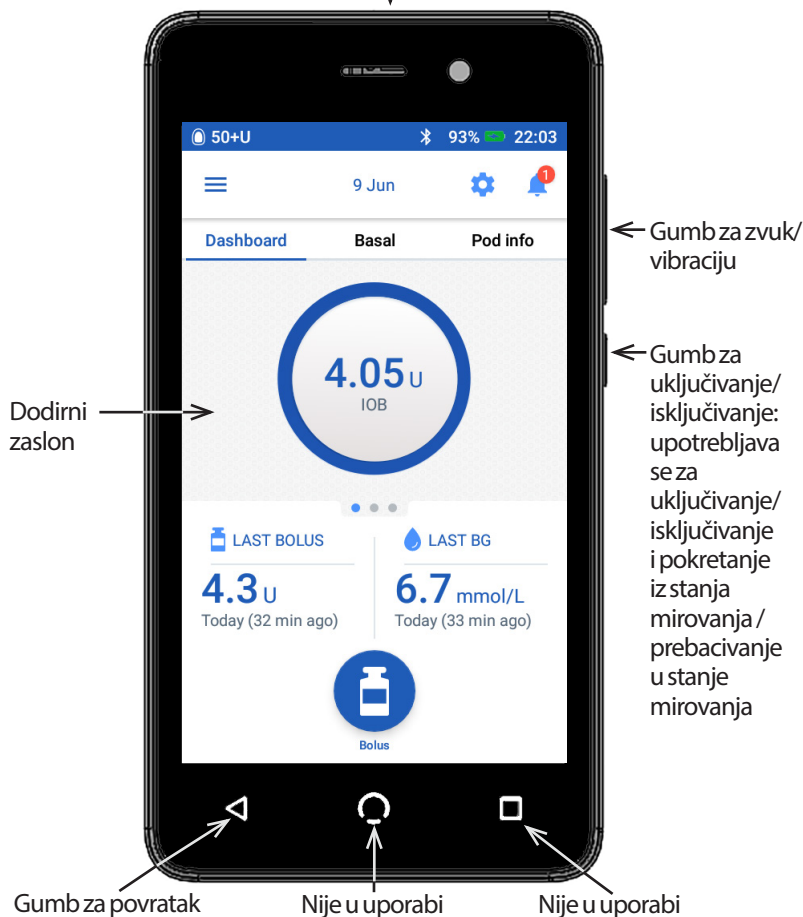 50+U 93% 22:03
9 Jun 1
Dashboard Basal Pod info
4.05 U
IOB
LAST BOLUS
4.3 U
Today (32 min ago)
LAST BG
6.7 mmol/L
Today (33 min ago)
Bolus
Dodirni
zaslon
Gumb za zvuk/
vibraciju
Gumb za
uključivanje/
isključivanje:
upotrebljava
se za
uključivanje/
isključivanje
i pokretanje
iz stanja
mirovanja /
prebacivanje
u stanje
mirovanja
Gumb za povratak
Nije u uporabi
Nije u uporabi